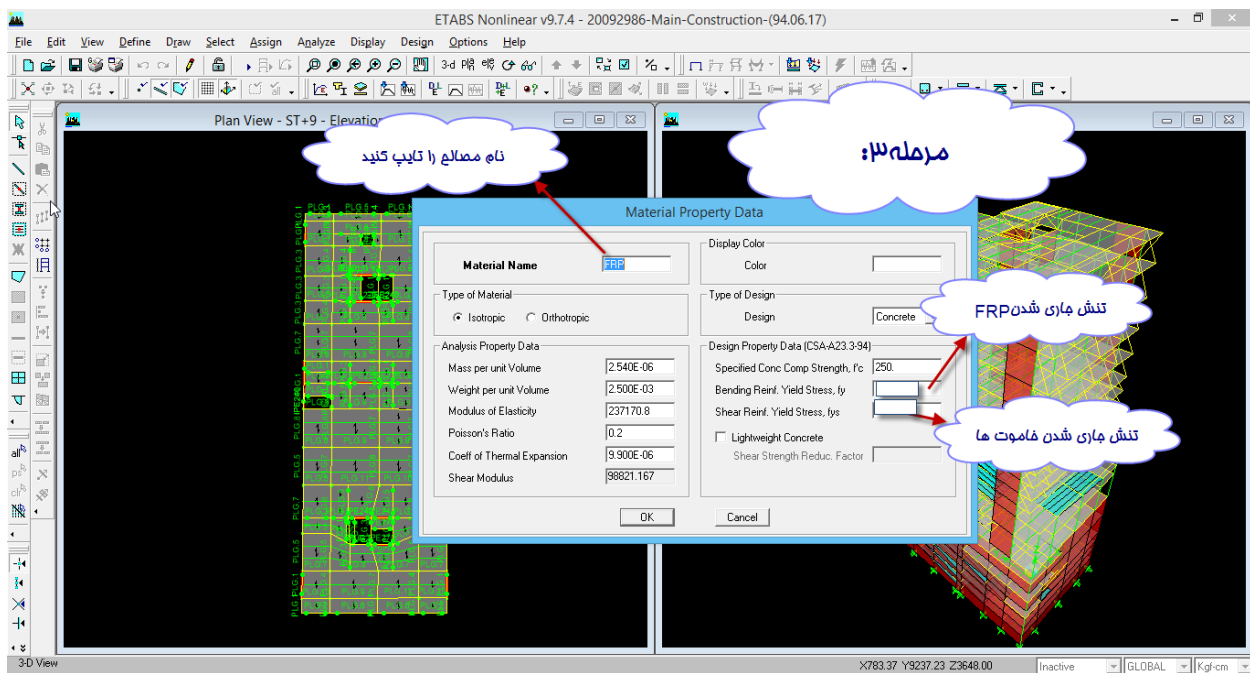 ETABS Nonlinear v9.7.4 - 20092986-Main-Construction-(94.06.17)
File Edit View Define Draw Select Assign Analyze Display Design Options Help
3-d
Plan View - ST+9 - Elevation
نام مصالح را تایپ کنید
مرحله۳:
Material Property Data
Material Name FRP
Display Color
Color
Type of Material
Isotropic Orthotropic
Type of Design
Design Concrete
تنش جاری شدن FRP
Analysis Property Data
Mass per unit Volume 2.540E-06
Weight per unit Volume 2.500E-03
Modulus of Elasticity 237170.8
Poisson's Ratio 0.2
Coeff of Thermal Expansion 9.900E-06
Shear Modulus 98821.167
Design Property Data (CSA-A23.3-94)
Specified Conc Comp Strength, f'c 250.
Bending Reinf. Yield Stress, fy
Shear Reinf. Yield Stress, fys
Lightweight Concrete
Shear Strength Reduc. Factor
تنش جاری شدن خاموت ها
OK Cancel
all
ps
clr
3-D View
X783.37 Y9237.23 Z3648.00
Inactive
GLOBAL
Kgf-cm